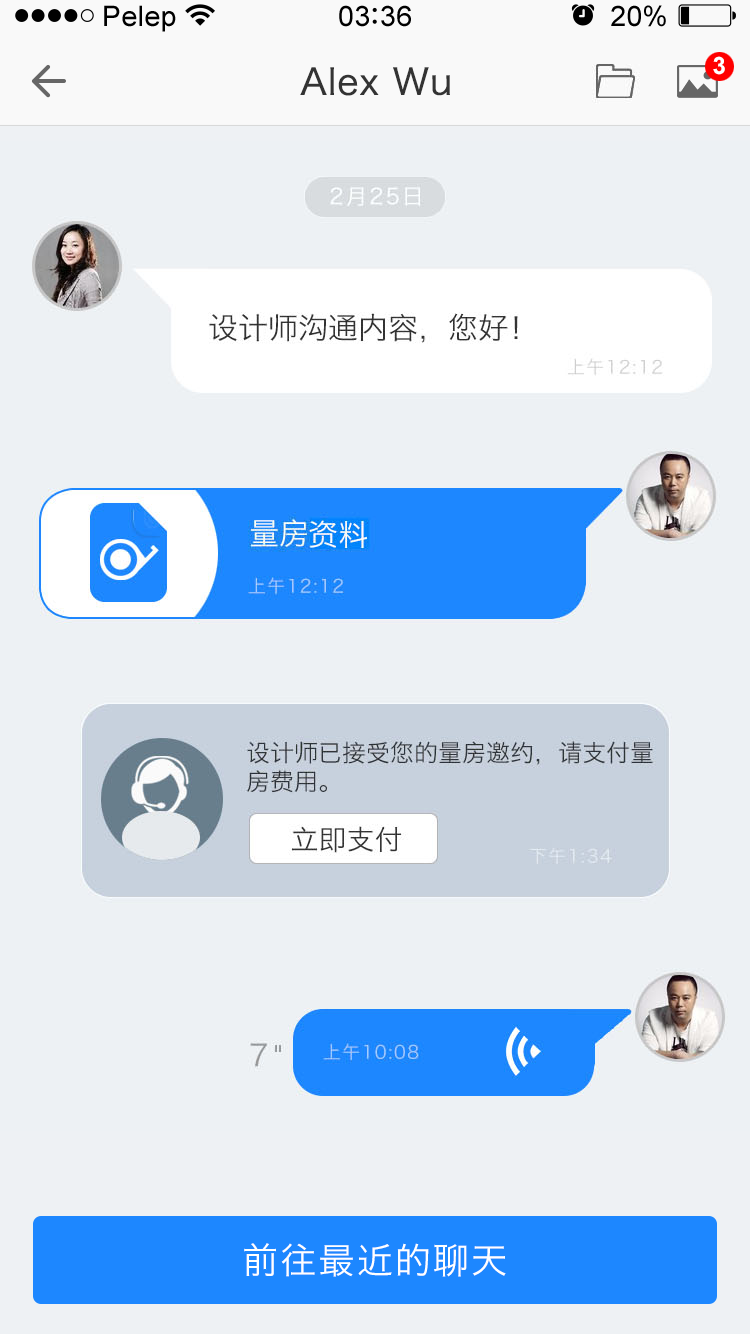 Pelep 03:36 20%
Alex Wu
3
2月25日
设计师沟通内容，您好！
上午12:12
量房资料
上午12:12
设计师已接受您的量房邀约，请支付量
房费用。
立即支付
下午1:34
7"
上午10:08
前往最近的聊天